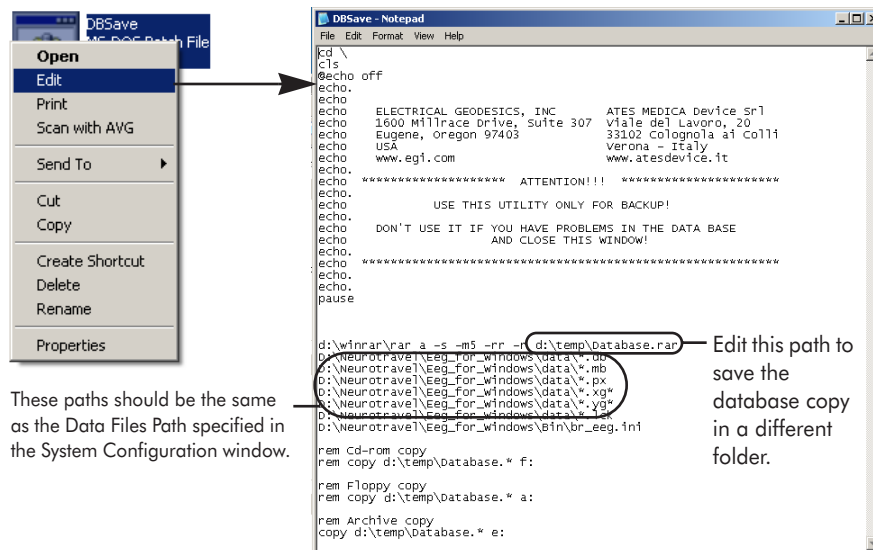 DBSave
MS-DOS Batch File
Open
Edit
Print
Scan with AVG
Send To
Cut
Copy
Create Shortcut
Delete
Rename
Properties
These paths should be the same
as the Data Files Path specified in
the System Configuration window.
DBSave - Notepad
File Edit Format View Help
cd \
cls
@echo off
echo.
echo
echo ELECTRICAL GEODESICS, INC ATES MEDICA Device Srl
echo 1600 Millrace Drive, Suite 307 Viale del Lavoro, 20
echo Eugene, Oregon 97403 33102 Colognola ai Colli
echo USA Verona - Italy
echo www.egi.com www.atesdevice.it
echo.
echo ******************** ATTENTION!!! **********************
echo.
echo USE THIS UTILITY ONLY FOR BACKUP!
echo.
echo DON'T USE IT IF YOU HAVE PROBLEMS IN THE DATA BASE
echo AND CLOSE THIS WINDOW!
echo.
echo **********************************************************
echo.
echo.
pause
d:\winrar\rar a -s -m5 -rr -r d:\temp\Database.rar
D:\Neurotravel\Eeg_for_windows\data\*.db
D:\Neurotravel\Eeg_for_windows\data\*.mb
D:\Neurotravel\Eeg_for_windows\data\*.px
D:\Neurotravel\Eeg_for_windows\data\*.xg*
D:\Neurotravel\Eeg_for_windows\data\*.yg*
D:\Neurotravel\Eeg_for_windows\data\*.lck
D:\Neurotravel\Eeg_for_windows\Bin\br_eeg.ini
rem Cd-rom copy
rem copy d:\temp\Database.* f:
rem Floppy copy
rem copy d:\temp\Database.* a:
rem Archive copy
copy d:\temp\Database.* e:
Edit this path to
save the
database copy
in a different
folder.